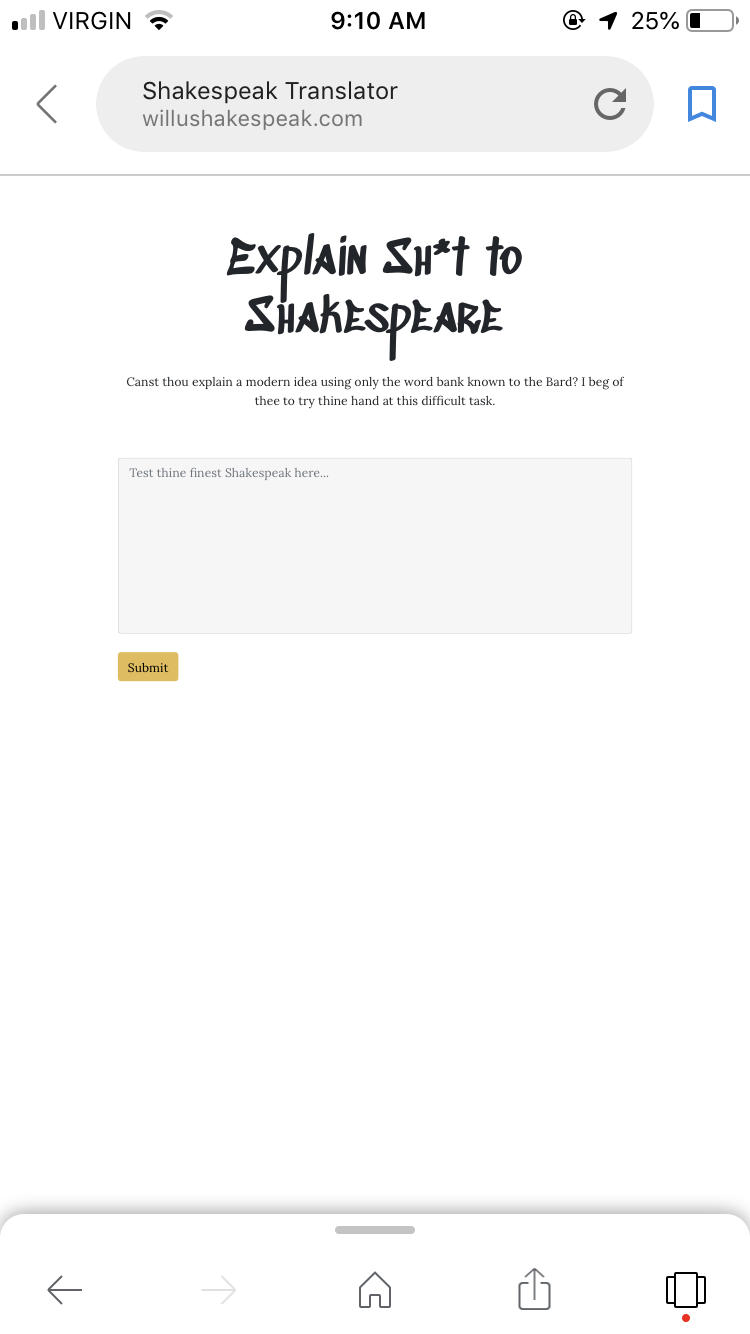 VIRGIN 9:10 AM 25%
Shakespeak Translator
willushakespeak.com
Explain Sh*t to
Shakespeare
Canst thou explain a modern idea using only the word bank known to the Bard? I beg of
thee to try thine hand at this difficult task.
Test thine finest Shakespeak here...
Submit